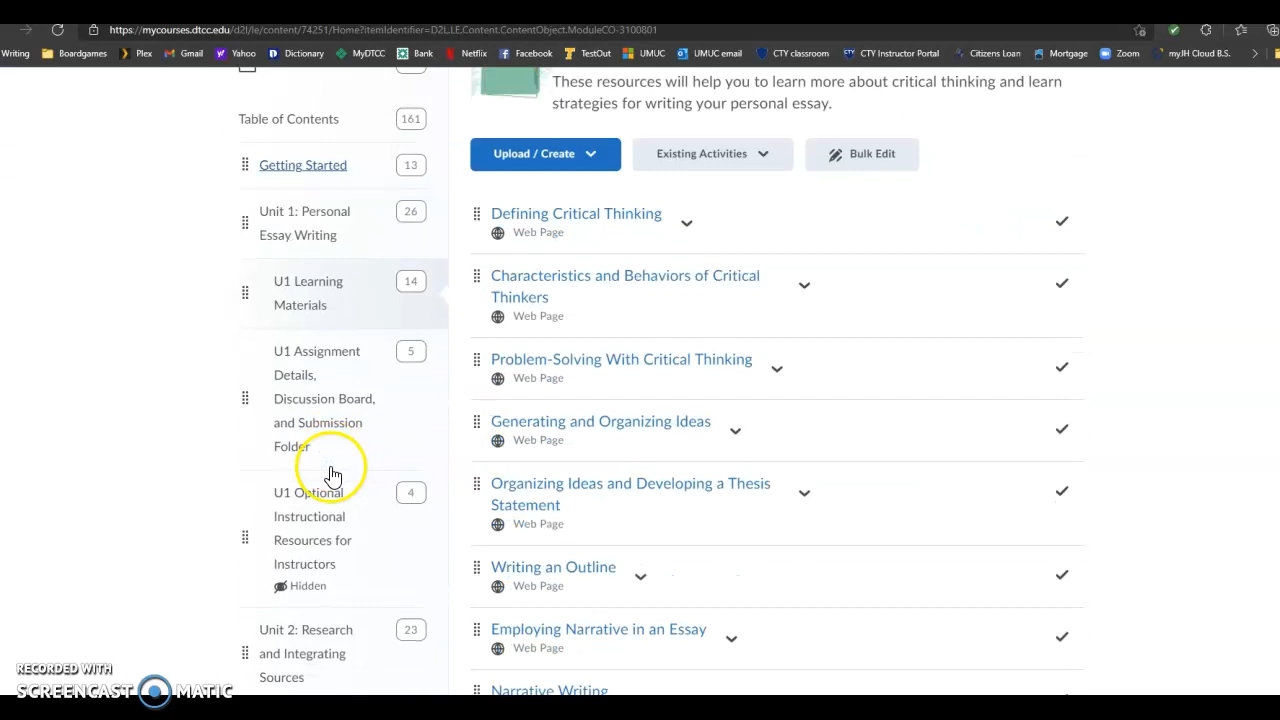 https://mycourses.dtcc.edu/d2l/le/content/74251/Home?itemIdentifier=D2L.LE.Content.ContentObject.ModuleCO-3100801
Writing Boardgames Plex Gmail Yahoo Dictionary MyDTCC Bank Netflix Facebook TestOut UMUC UMUC email CTY classroom CTY Instructor Portal Citizens Loan Mortgage Zoom myJH Cloud B.S.
These resources will help you to learn more about critical thinking and learn
strategies for writing your personal essay.
Table of Contents 161
Getting Started 13
Unit 1: Personal 26
Essay Writing
U1 Learning 14
Materials
U1 Assignment 5
Details,
Discussion Board,
and Submission
Folder
U1 Optional 4
Instructional
Resources for
Instructors
Hidden
Unit 2: Research 23
and Integrating
Sources
Upload / Create Existing Activities Bulk Edit
Defining Critical Thinking
Web Page
Characteristics and Behaviors of Critical
Thinkers
Web Page
Problem-Solving With Critical Thinking
Web Page
Generating and Organizing Ideas
Web Page
Organizing Ideas and Developing a Thesis
Statement
Web Page
Writing an Outline
Web Page
Employing Narrative in an Essay
Web Page
Narrative Writing
RECORDED WITH
SCREENCAST MATIC